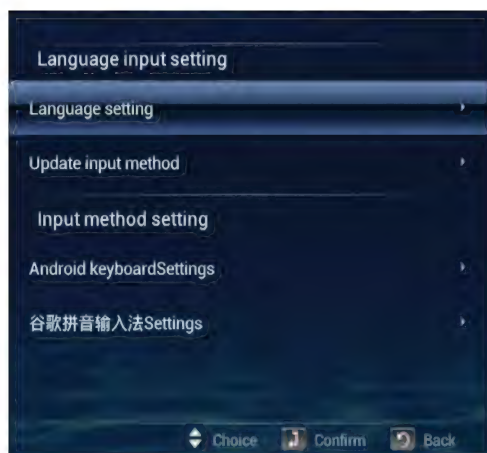 Language input setting
Language setting
Update input method
Input method setting
Android keyboardSettings
谷歌拼音输入法Settings
Choice Confirm Back